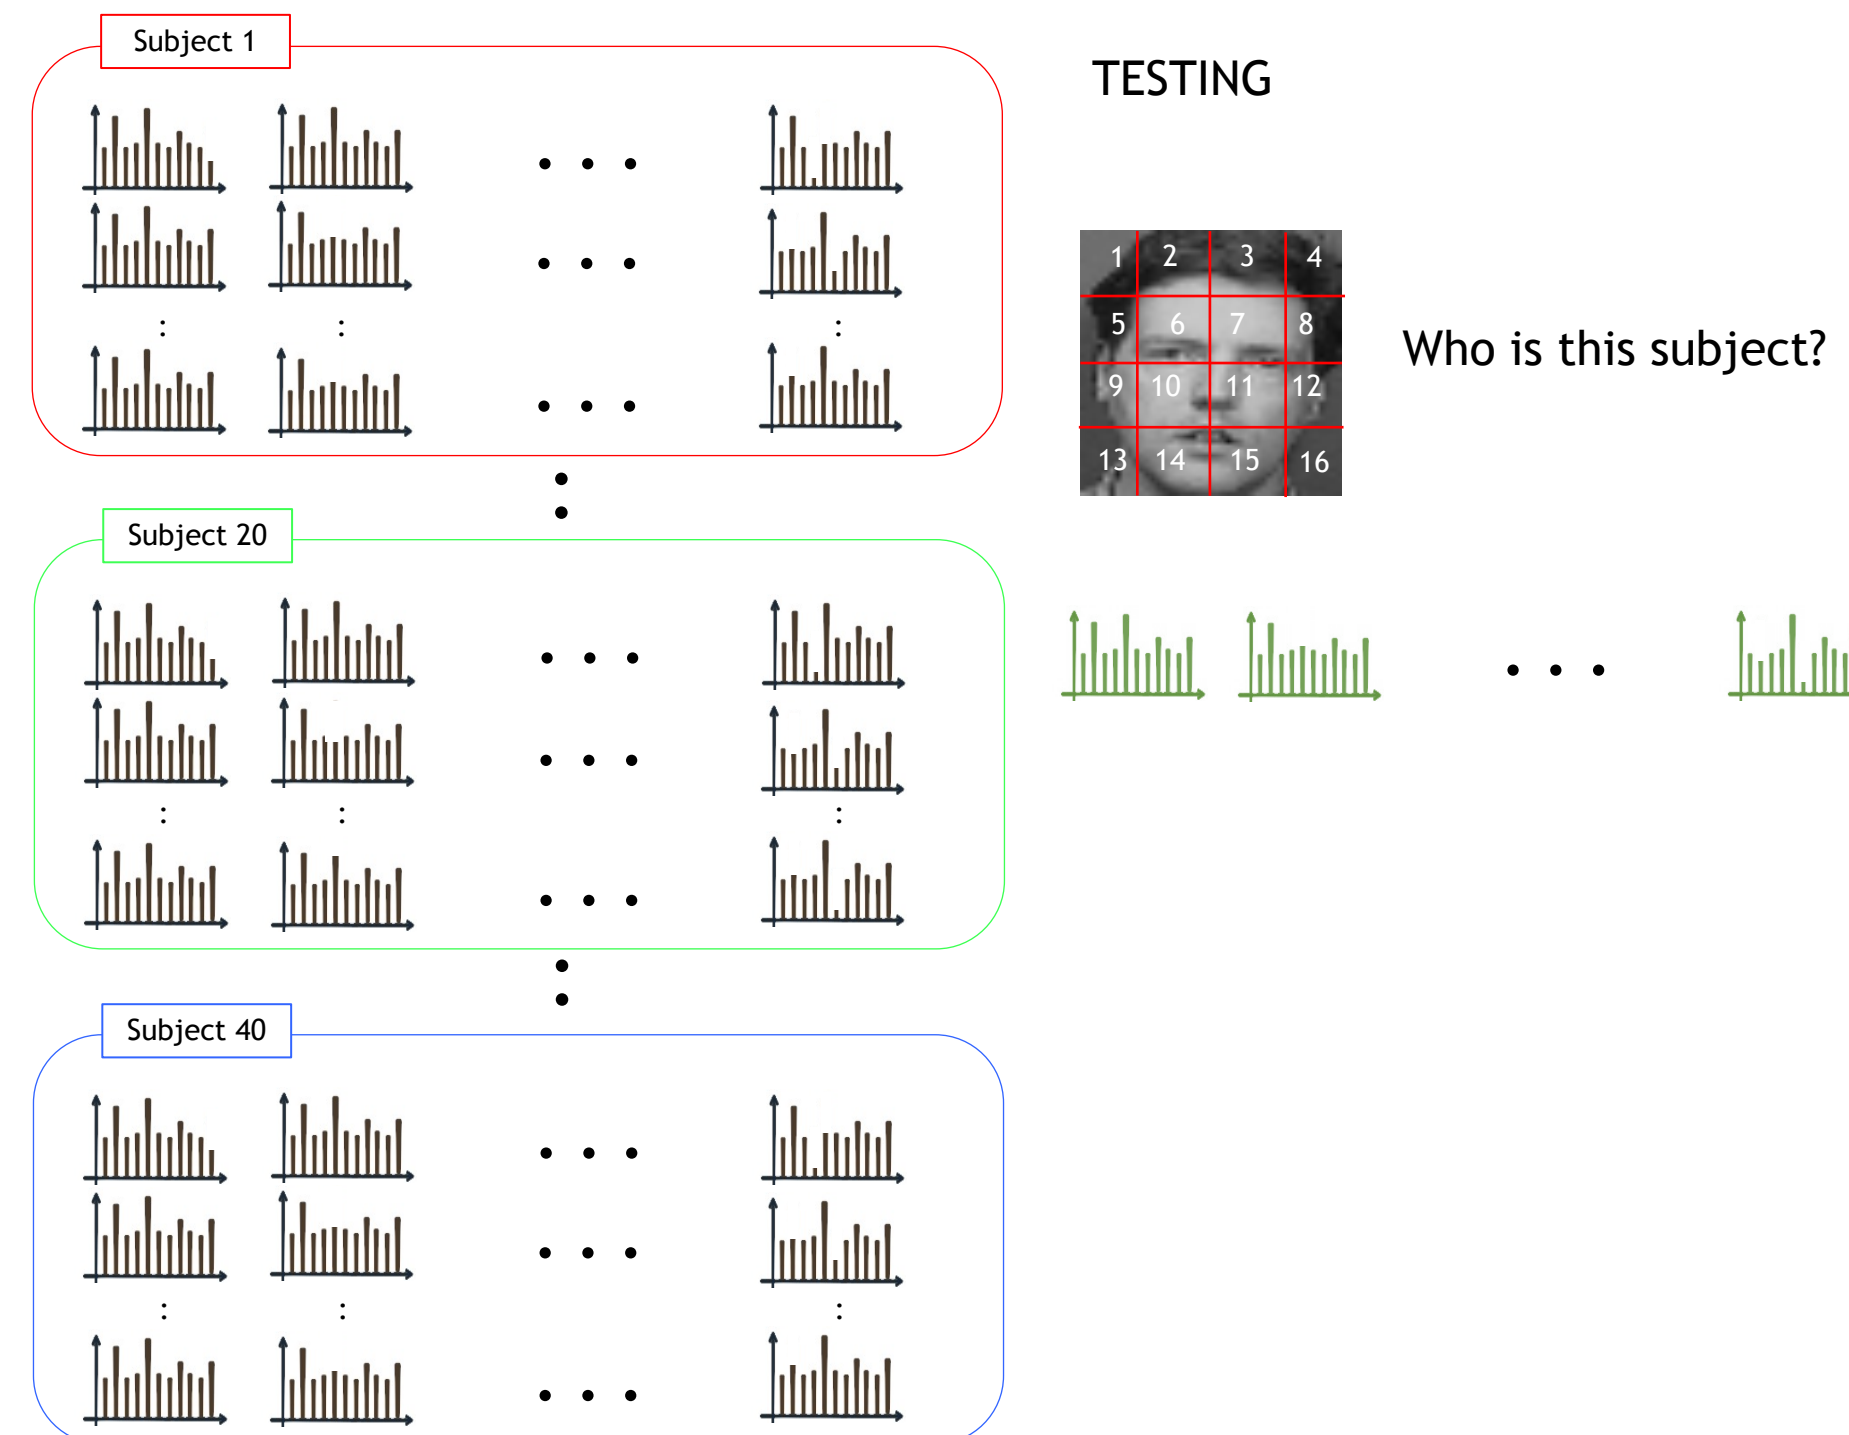 Subject 1
TESTING
1 2 3 4
5 6 7 8
9 10 11 12
13 14 15 16
Who is this subject?
Subject 20
Subject 40